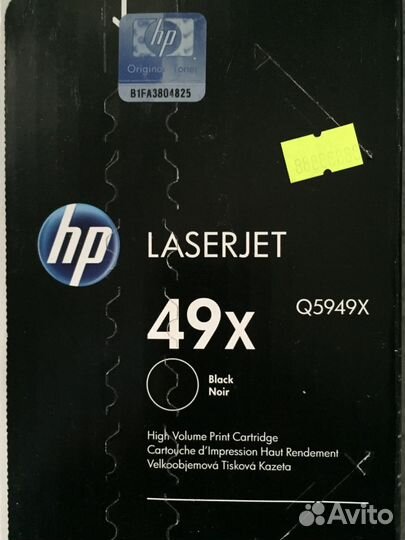 hp
Original Toner
B1FA3804825
hp
LASERJET
49X
Q5949X
Black
Noir
High Volume Print Cartridge
Cartouche d'Impression Haut Rendement
Velkoobjemová Tisková Kazeta
Avito